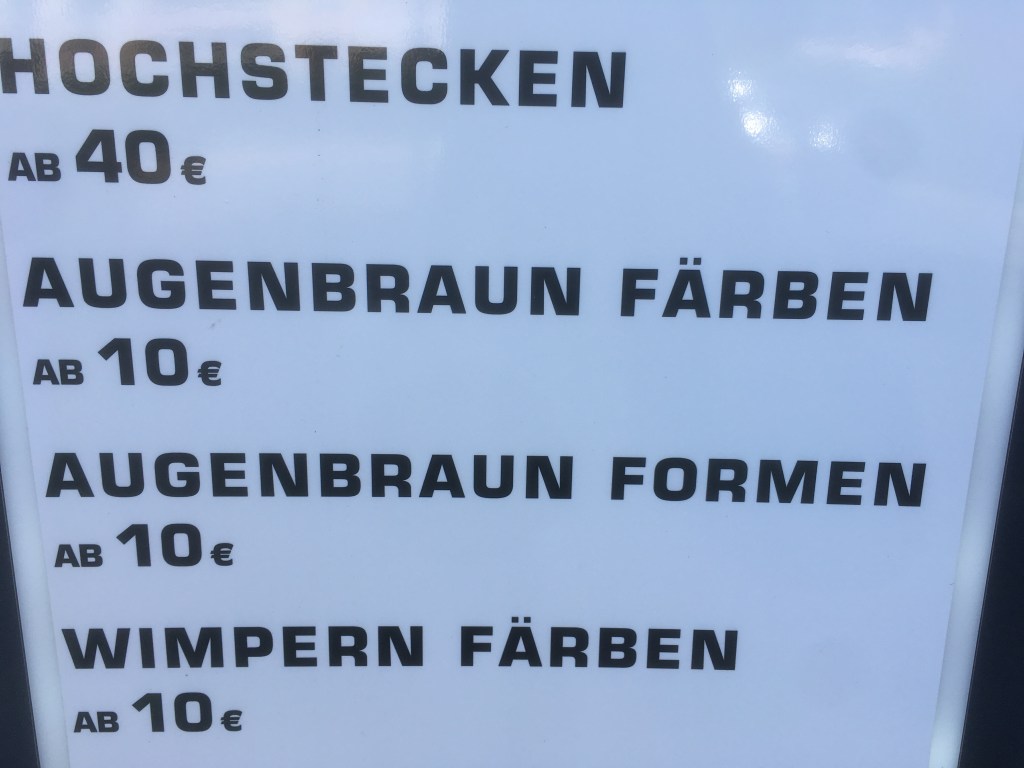 HOCHSTECKEN
AB 40€
AUGENBRAUN FÄRBEN
AB 10€
AUGENBRAUN FORMEN
AB 10€
WIMPERN FÄRBEN
AB 10€